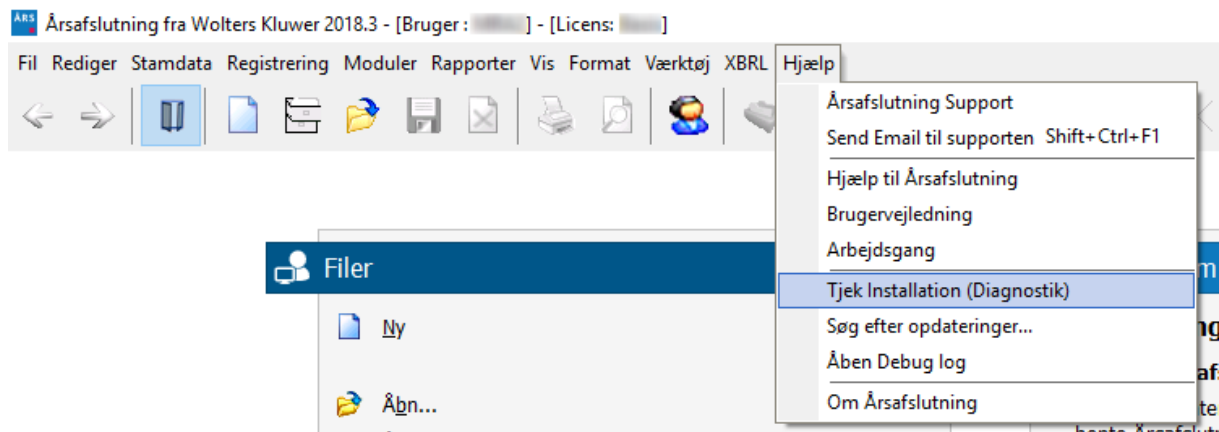 ÅRS Årsafslutning fra Wolters Kluwer 2018.3 - [Bruger : ] - [Licens: ]
Fil Rediger Stamdata Registrering Moduler Rapporter Vis Format Værktøj XBRL Hjælp
Årsafslutning Support
Send Email til supporten Shift+Ctrl+F1
Hjælp til Årsafslutning
Brugervejledning
Arbejdsgang
Tjek Installation (Diagnostik)
Søg efter opdateringer...
Åben Debug log
Om Årsafslutning
Filer
Ny
Åbn...